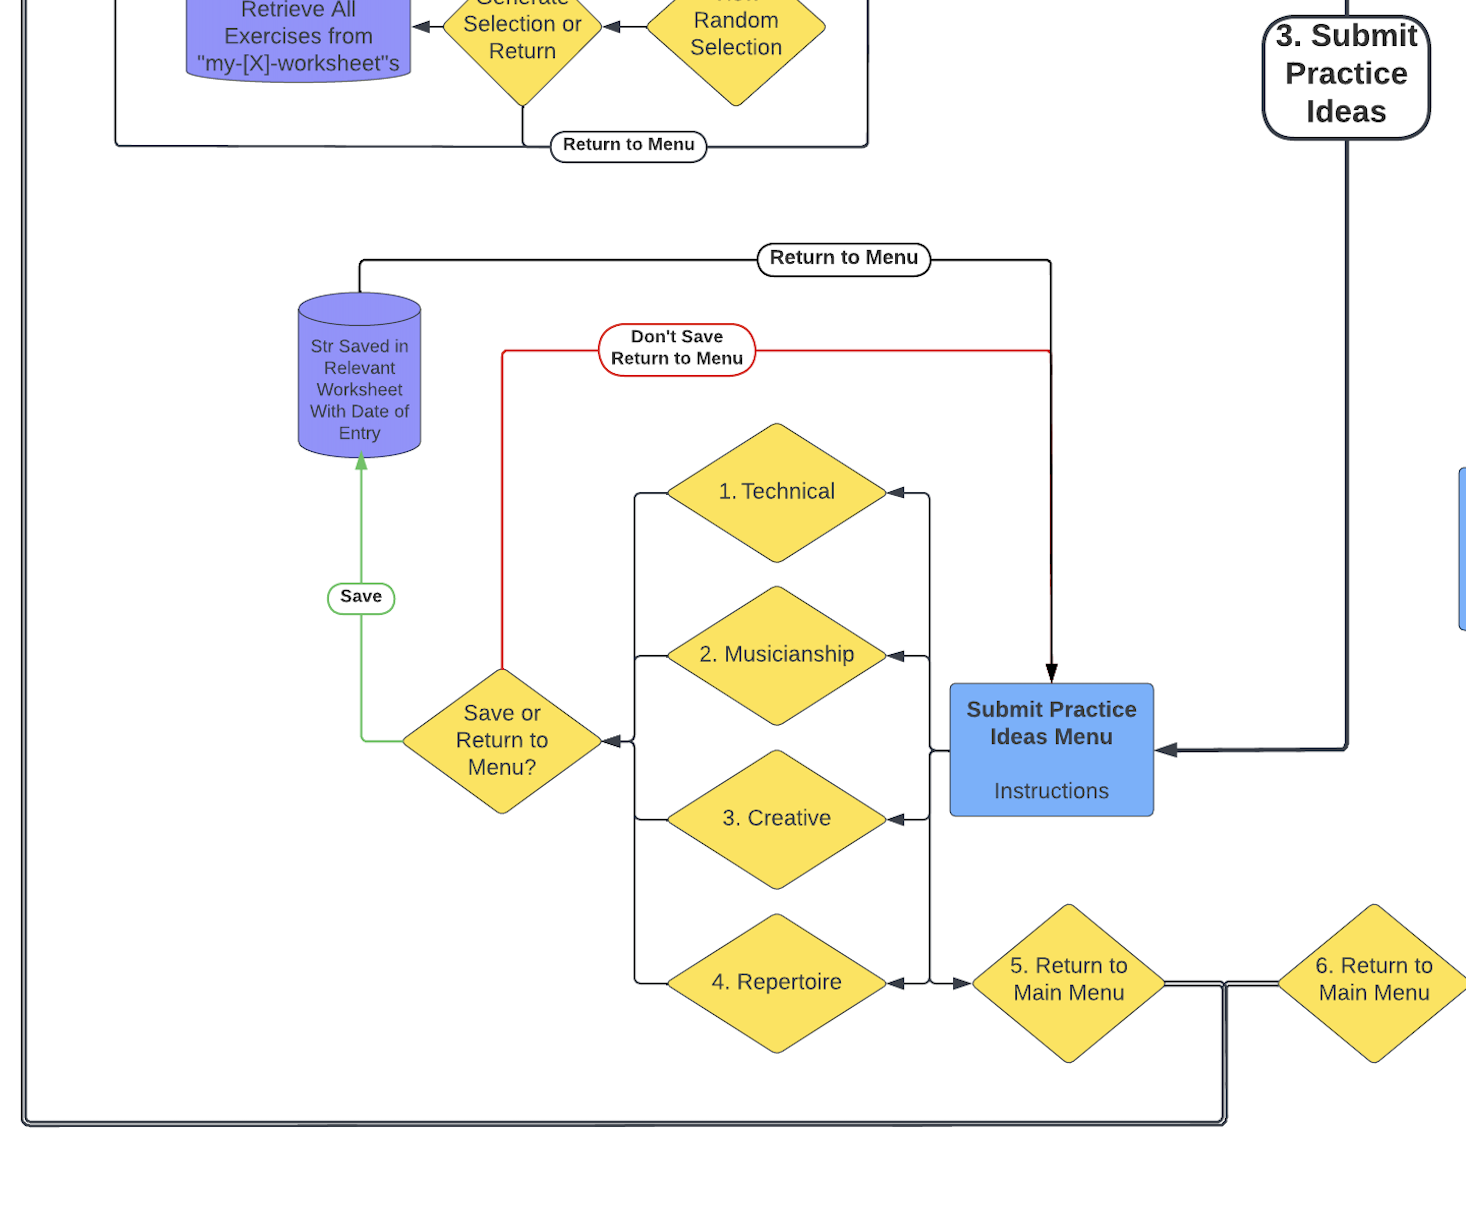 Retrieve All
Exercises from
"my-[X]-worksheet"s
Generate
Selection or
Return
Random
Selection
3. Submit
Practice
Ideas
Return to Menu
Return to Menu
Don't Save
Return to Menu
Str Saved in
Relevant
Worksheet
With Date of
Entry
1. Technical
Save
2. Musicianship
Save or
Return to
Menu?
Submit Practice
Ideas Menu
Instructions
3. Creative
4. Repertoire
5. Return to
Main Menu
6. Return to
Main Menu